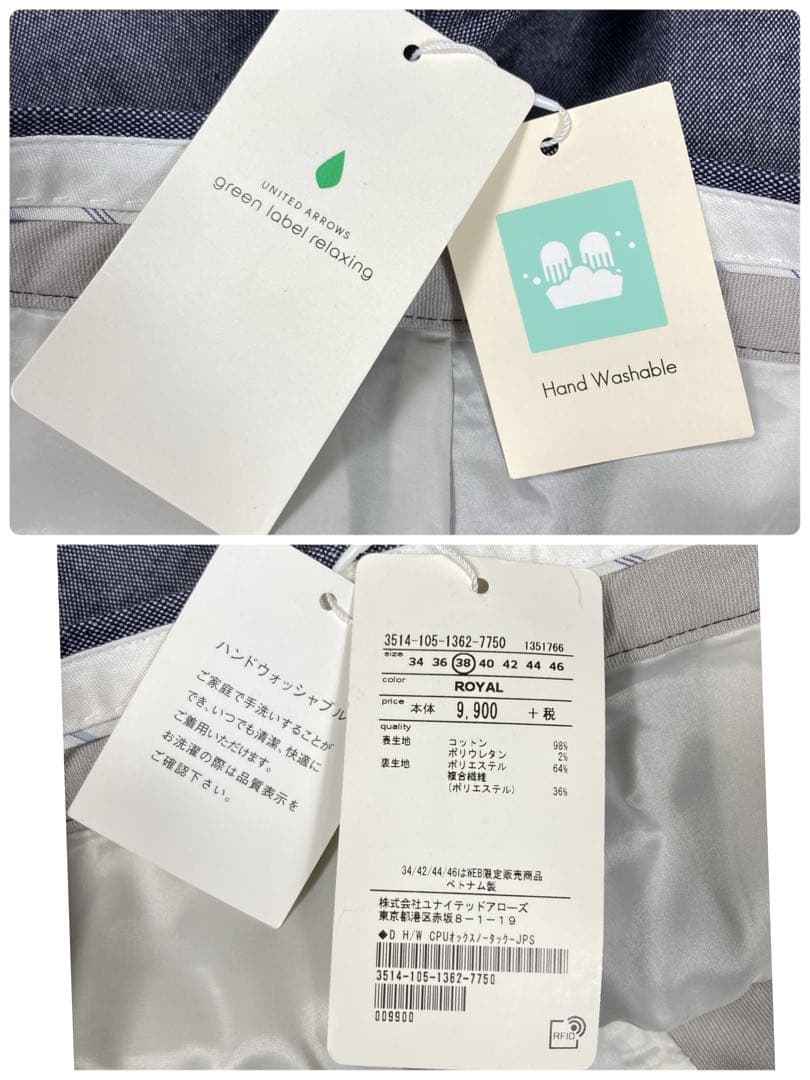 UNITED ARROWS
green label relaxing
Hand Washable
ハンドウォッシャブル
ご家庭で手洗いすることが
でき、いつでも清潔、快適に
ご着用いただけます。
お洗濯の際は品質表示を
ご確認下さい。
3514-105-1362-7750 1351766
size 34 36 38 40 42 44 46
color ROYAL
price 本体 9,900 +税
quality
表生地 コットン 98%
ポリウレタン 2%
裏生地 ポリエステル 64%
複合繊維
(ポリエステル) 36%
34/42/44/46はWEB限定販売商品
ベトナム製
株式会社ユナイテッドアローズ
東京都港区赤坂8-1-19
◆D H/W CPUオックスノータックーJPS
3514-105-1362-7750
009900
RFID